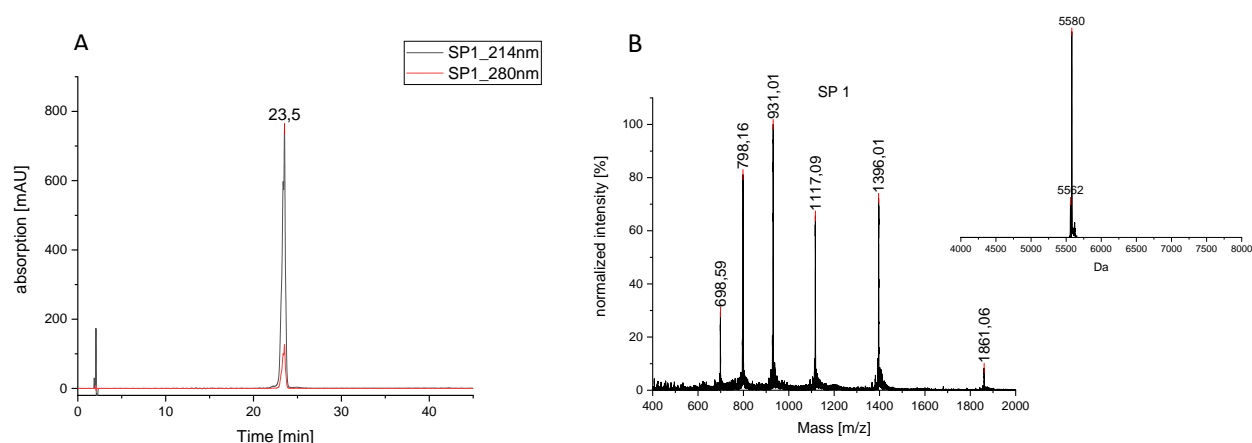 A
SP1_214nm
SP1_280nm
23,5
800
600
400
200
0
absorption [mAU]
0 10 20 30 40
Time [min]
B
SP 1
698,59
798,16
931,01
1117,09
1396,01
1861,06
100
80
60
40
20
0
normalized intensity [%]
400 600 800 1000 1200 1400 1600 1800 2000
Mass [m/z]
5580
5562
4000 4500 5000 5500 6000 6500 7000 7500 8000
Da